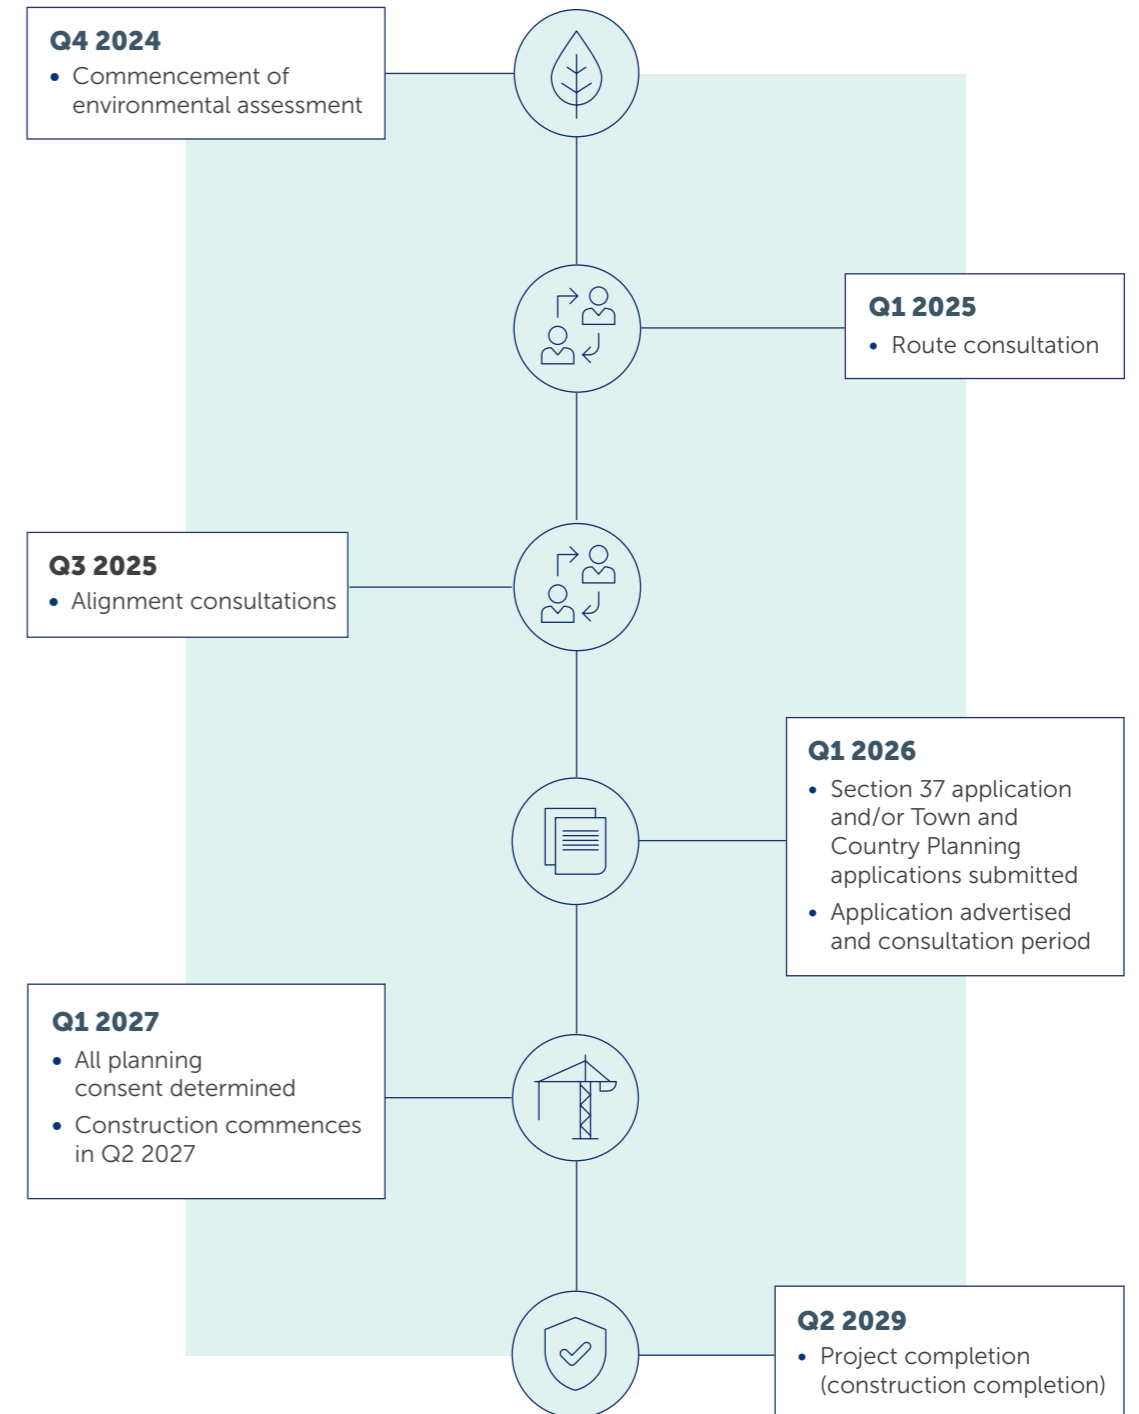 Q4 2024
• Commencement of
environmental assessment
Q1 2025
• Route consultation
Q3 2025
• Alignment consultations
Q1 2026
• Section 37 application
and/or Town and
Country Planning
applications submitted
• Application advertised
and consultation period
Q1 2027
• All planning
consent determined
• Construction commences
in Q2 2027
Q2 2029
• Project completion
(construction completion)